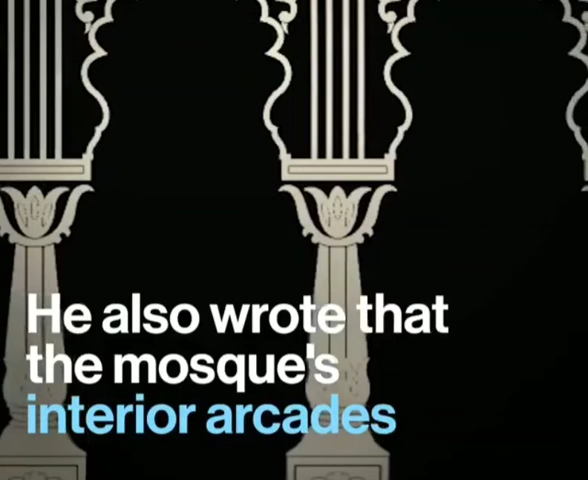 He also wrote that
the mosque's
interior arcades